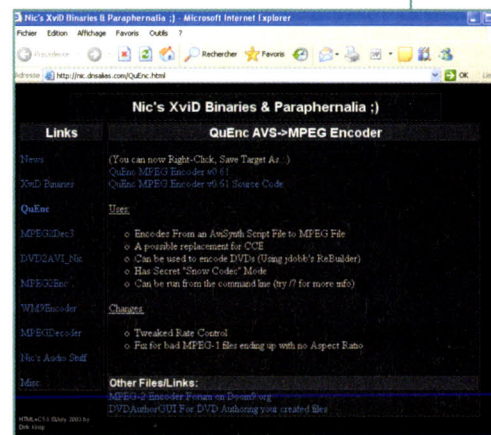 Nic's XviD Binaries & Paraphernalia ;) - Microsoft Internet Explorer
Fichier Edition Affichage Favoris Outils ?
Précédente Rechercher Favoris
Adresse http://nic.dnsalias.com/QuEnc.html OK
Nic's XviD Binaries & Paraphernalia ;)
Links
QuEnc AVS->MPEG Encoder
News
XviD Binaries
QuEnc
MPEGDec3
DVD2AVI_Nic
MPEG2Enc
WM9Encoder
MPEGDecoder
Nic's Audio Stuff
Misc
(You can now Right-Click, Save Target As...)
QuEnc MPEG Encoder v0.61
QuEnc MPEG Encoder v0.61 Source Code
Uses:
Encodes From an AviSynth Script File to MPEG File
A possible replacement for CCE
Can be used to encode DVDs (Using jdobb's ReBuilder)
Has Secret "Snow Codec" Mode
Can be run from the command line (try /? for more info)
Changes:
Tweaked Rate Control
Fix for bad MPEG-1 files ending up with no Aspect Ratio
Other Files/Links:
MPEG-2 Encoder Forum on Doom9.org
DVDAuthorGUI For DVD Authoring your created files
2003 by